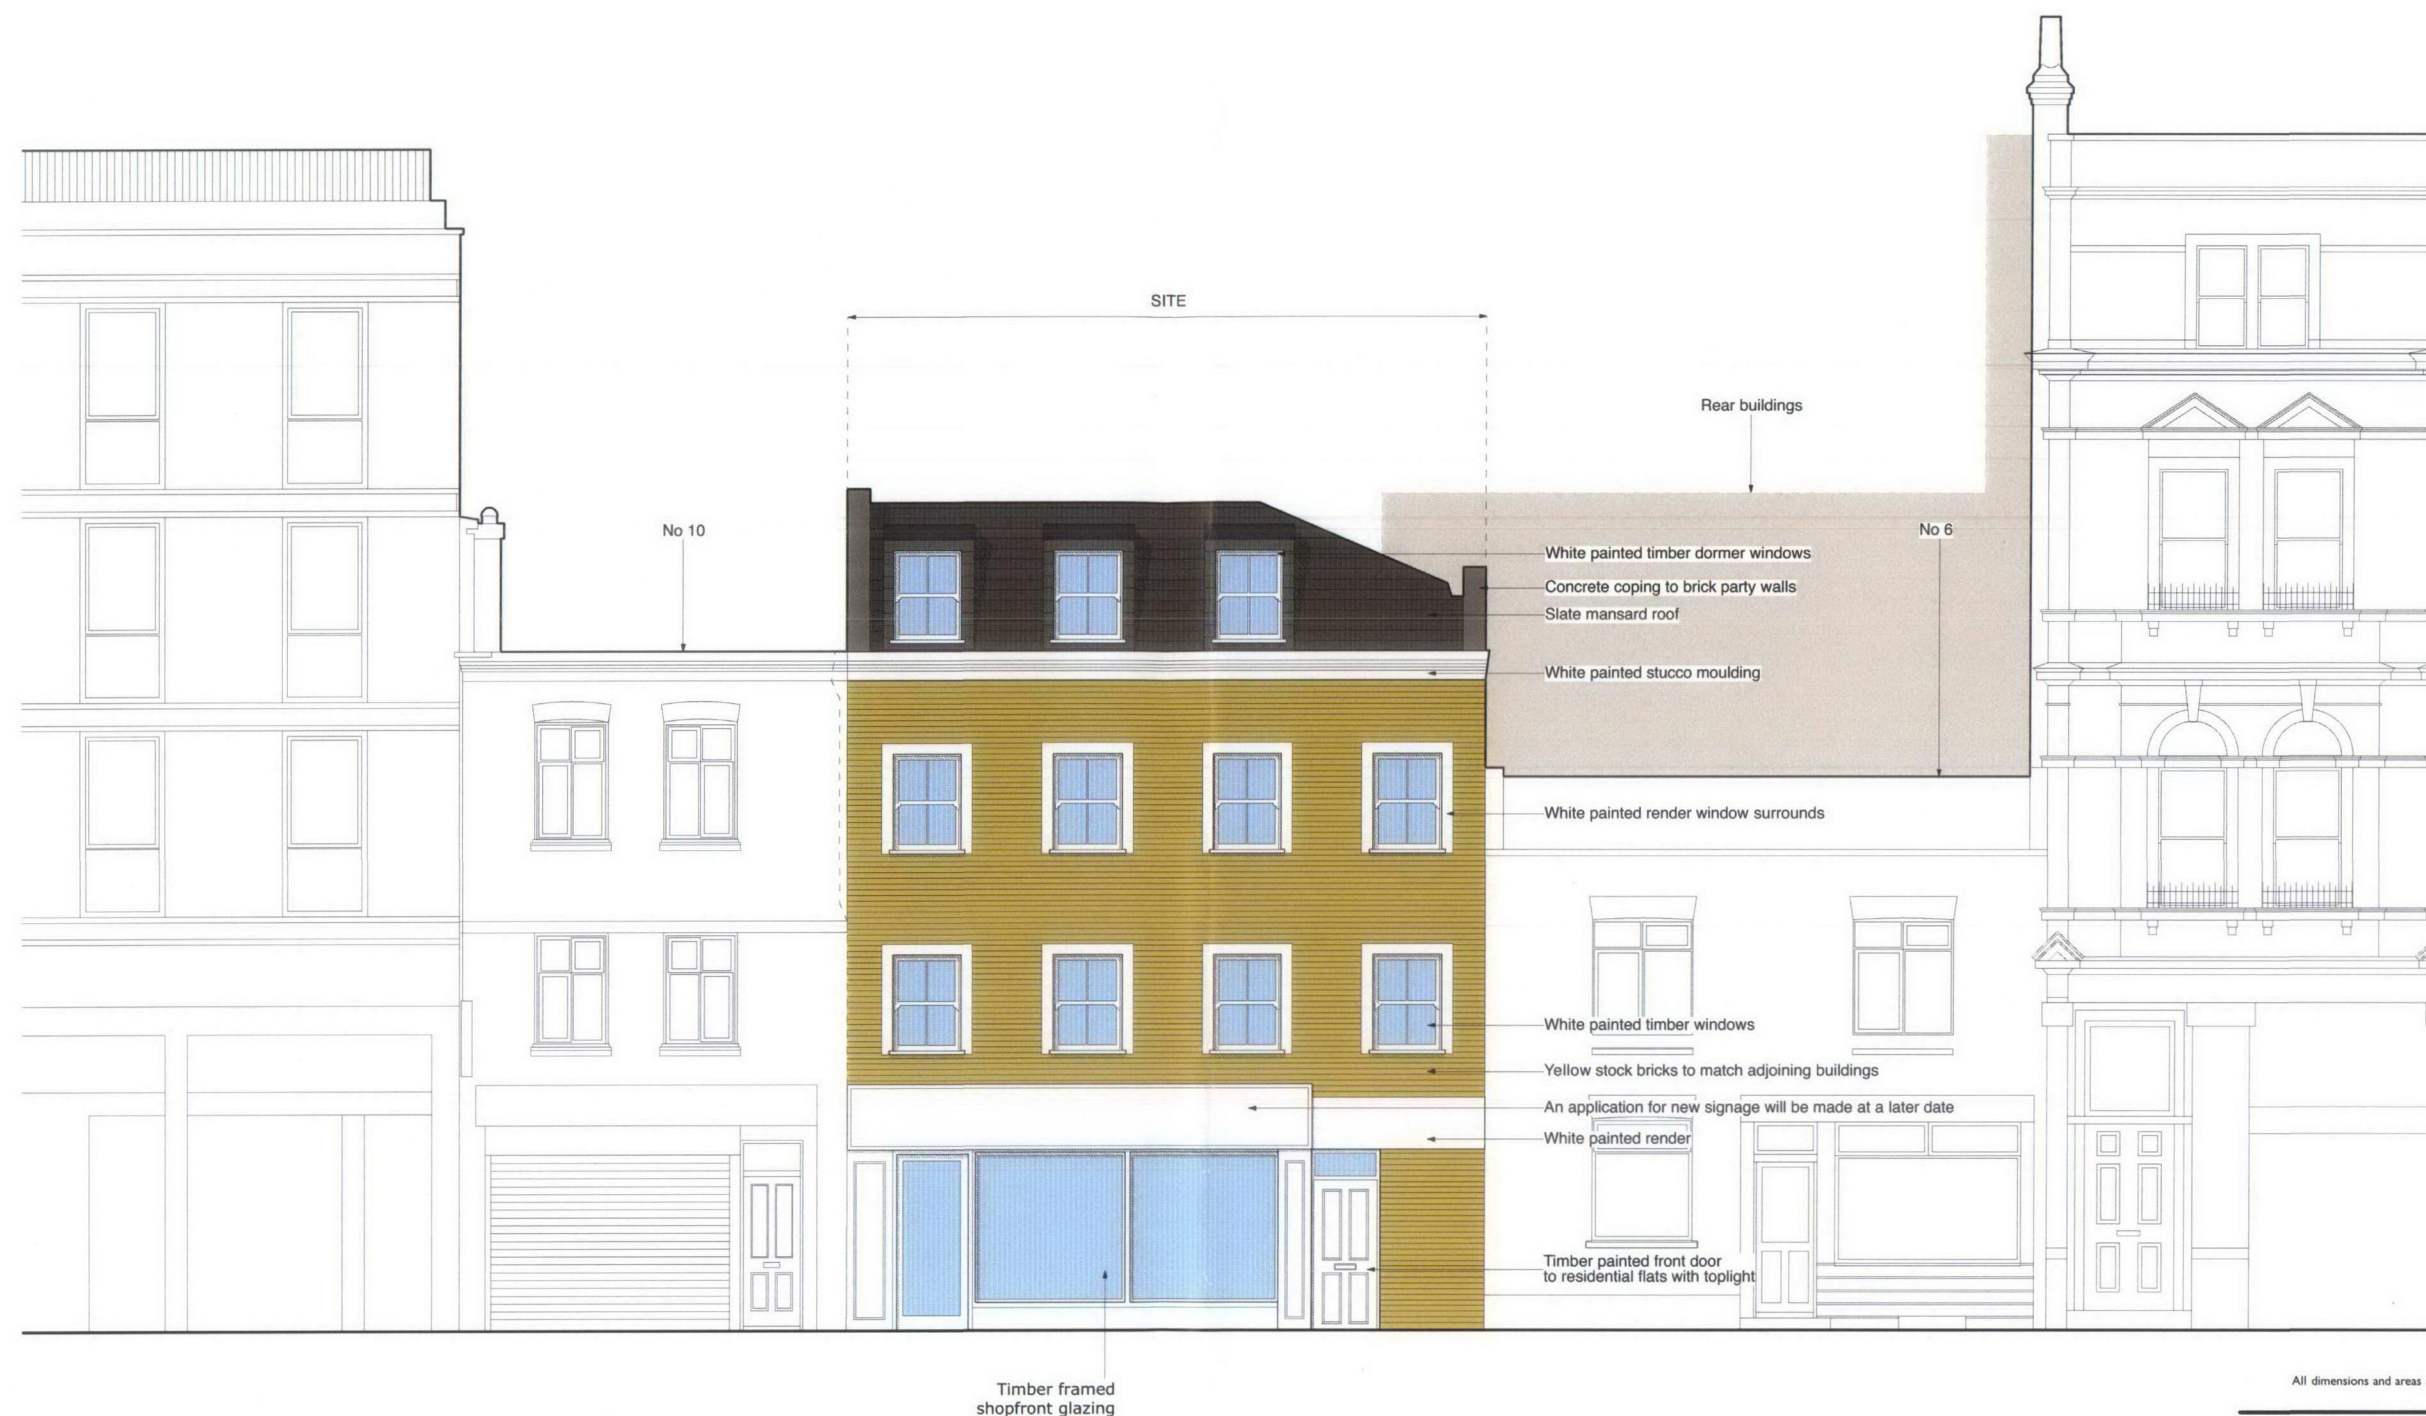 SITE
Rear buildings
No 10
No 6
White painted timber dormer windows
Concrete coping to brick party walls
Slate mansard roof
White painted stucco moulding
White painted render window surrounds
White painted timber windows
Yellow stock bricks to match adjoining buildings
An application for new signage will be made at a later date
White painted render
Timber painted front door
to residential flats with toplight
Timber framed
shopfront glazing
All dimensions and areas